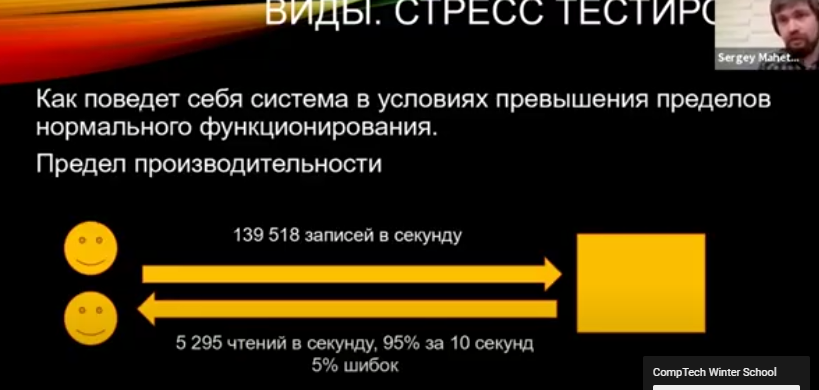 ВИДЫ. СТРЕСС ТЕСТИРО
Sergey Mahet...
Как поведет себя система в условиях превышения пределов
нормального функционирования.
Предел производительности
139 518 записей в секунду
5 295 чтений в секунду, 95% за 10 секунд
5% шибок
CompTech Winter School